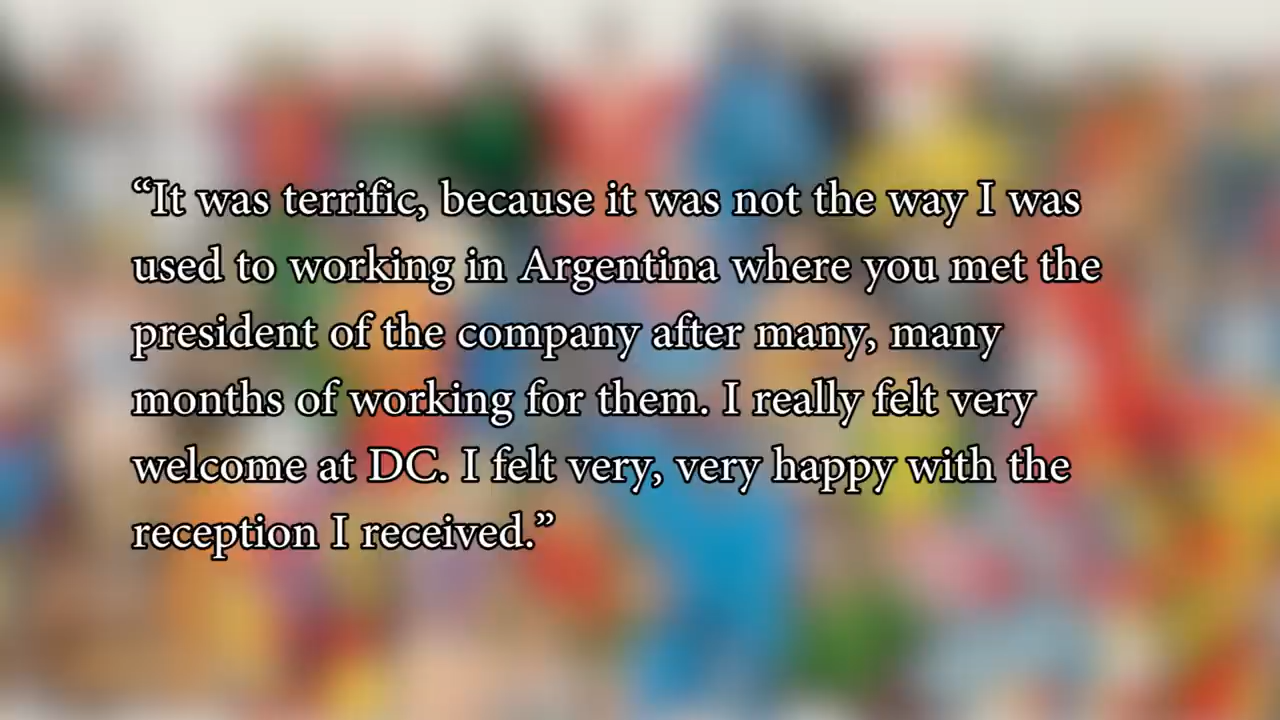 “It was terrific, because it was not the way I was
used to working in Argentina where you met the
president of the company after many, many
months of working for them. I really felt very
welcome at DC. I felt very, very happy with the
reception I received.”